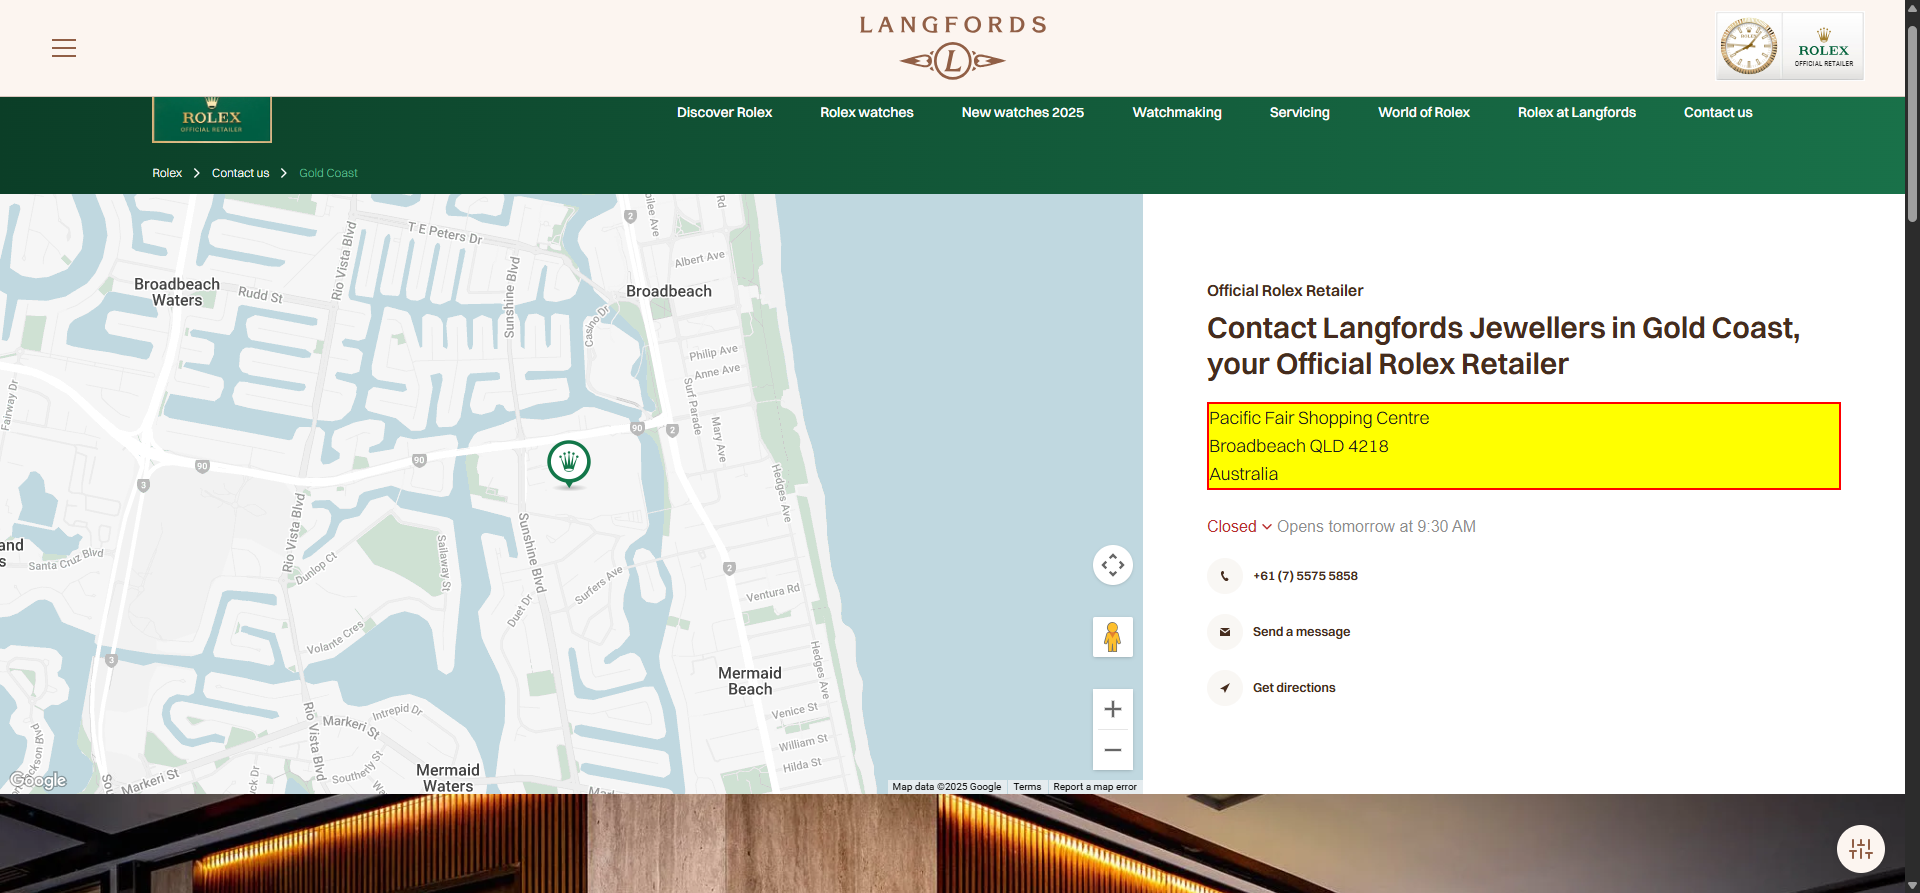 LANGFORDS
L
ROLEX
OFFICIAL RETAILER
ROLEX
OFFICIAL RETAILER
Discover Rolex
Rolex watches
New watches 2025
Watchmaking
Servicing
World of Rolex
Rolex at Langfords
Contact us
Rolex > Contact us > Gold Coast
Official Rolex Retailer
Contact Langfords Jewellers in Gold Coast,
your Official Rolex Retailer
Pacific Fair Shopping Centre
Broadbeach QLD 4218
Australia
Closed Opens tomorrow at 9:30 AM
+61 (7) 5575 5858
Send a message
Get directions
T E Peters Dr
Rio Vista Blvd
Albert Ave
Broadbeach
Waters
Rudd St
Sunshine Blvd
Broadbeach
Casino Dr
Philip Ave
Anne Ave
Surf Parade
Mary Ave
Fairway Dr
2
90
2
90
90
3
Hedges Ave
Rio Vista Blvd
Sunshine Blvd
Sailaway St
Santa Cruz Blvd
Dunlop Ct
Surfers Ave
Duet Dr
2
Ventura Rd
Volante Cres
3
Hedges Ave
Mermaid
Beach
Venice St
William St
Hilda St
Intrepid Dr
Markeri St
Rio Vista Blvd
Southerly St
Markeri St
Mermaid
Waters
Google
Map data ©2025 Google
Terms
Report a map error